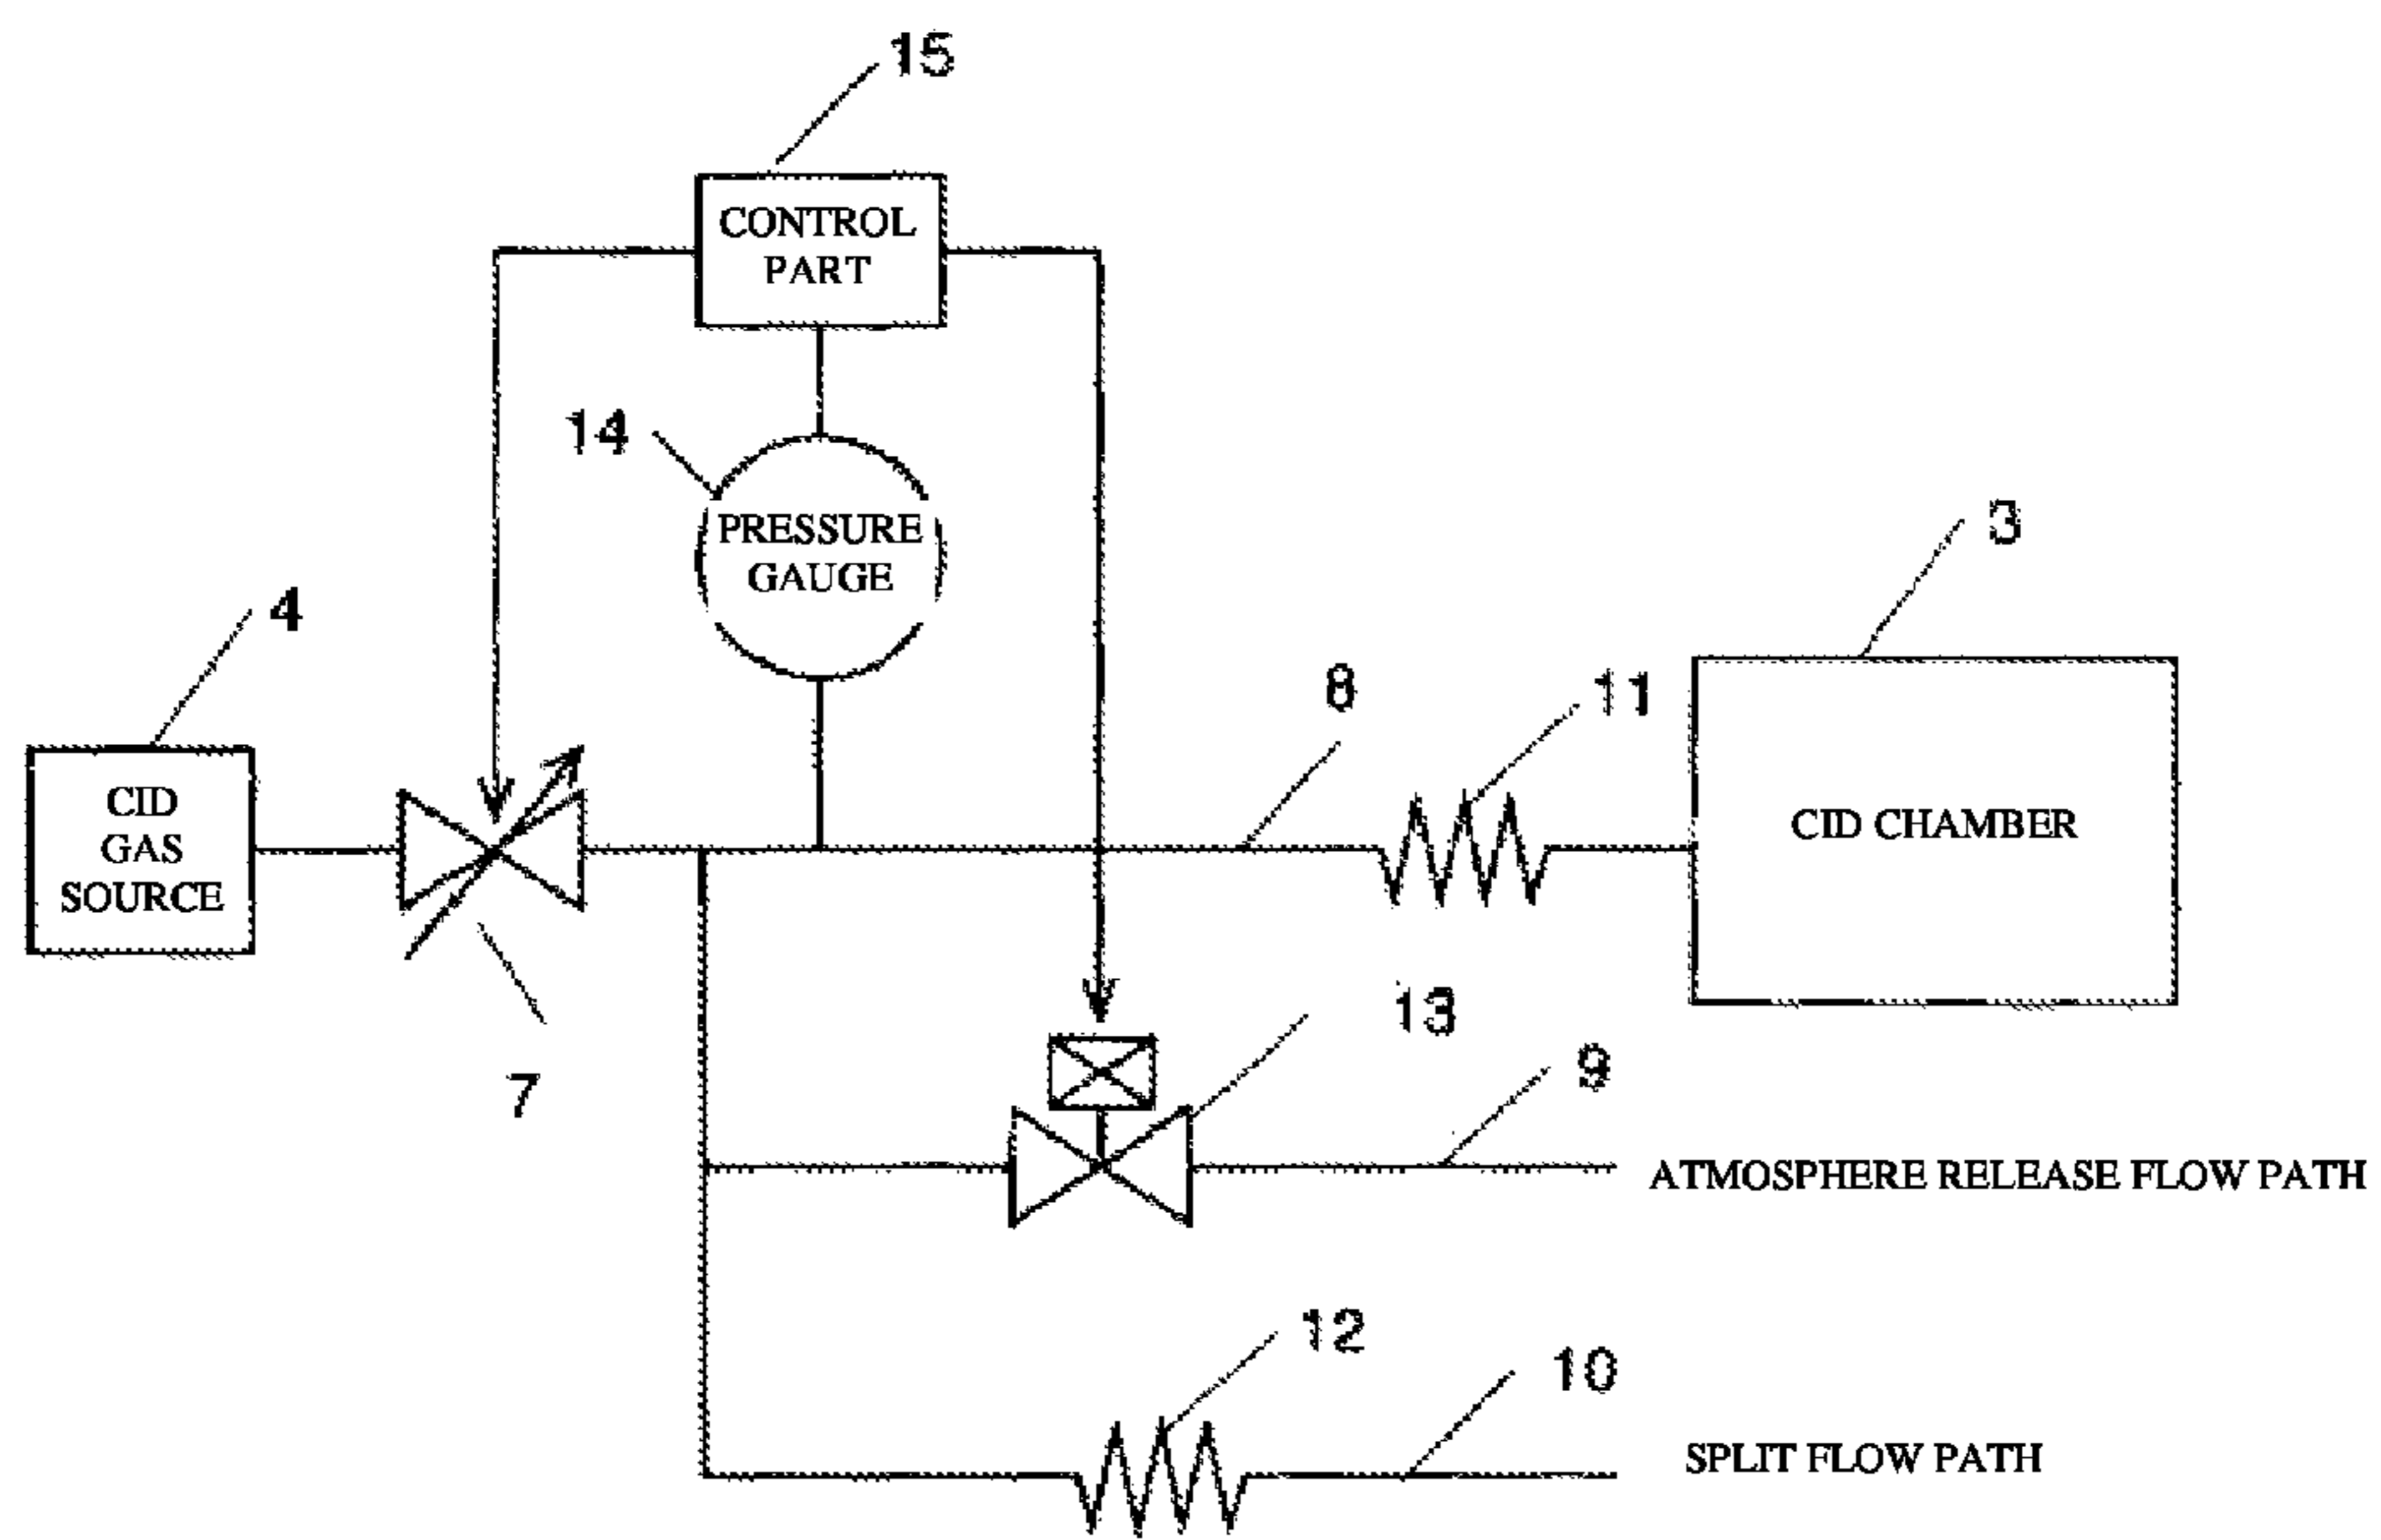 15
CONTROL
PART
14
PRESSURE
GAUGE
3
4
8
11
CID
GAS
SOURCE
CID CHAMBER
7
13
9
ATMOSPHERE RELEASE FLOW PATH
12
10
SPLIT FLOW PATH